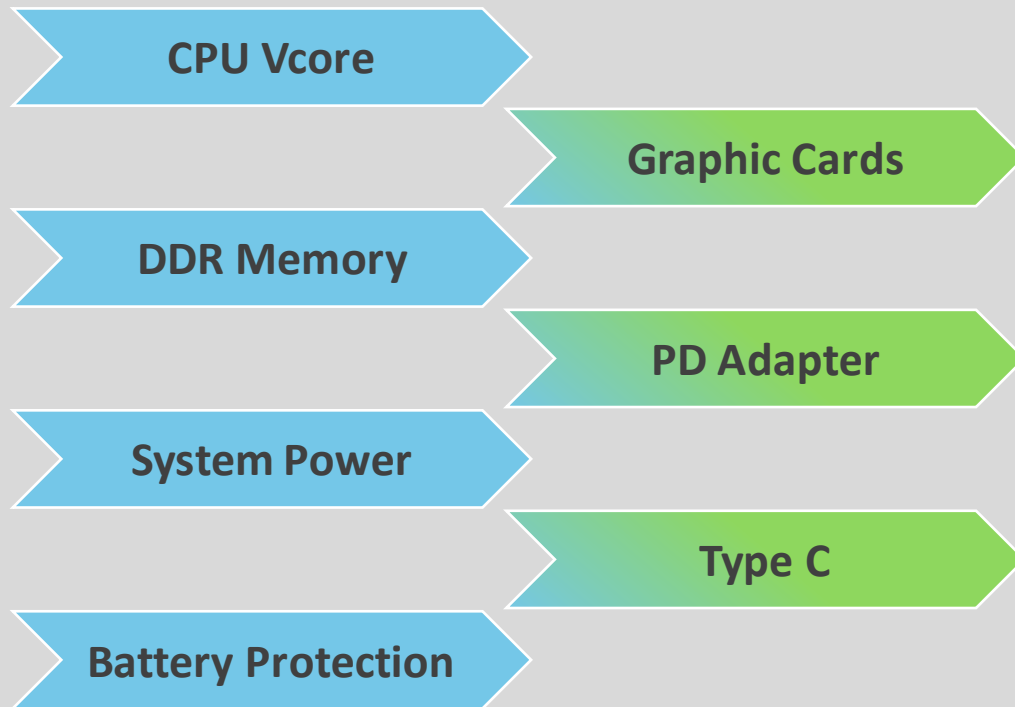 CPU Vcore
Graphic Cards
DDR Memory
PD Adapter
System Power
Type C
Battery Protection